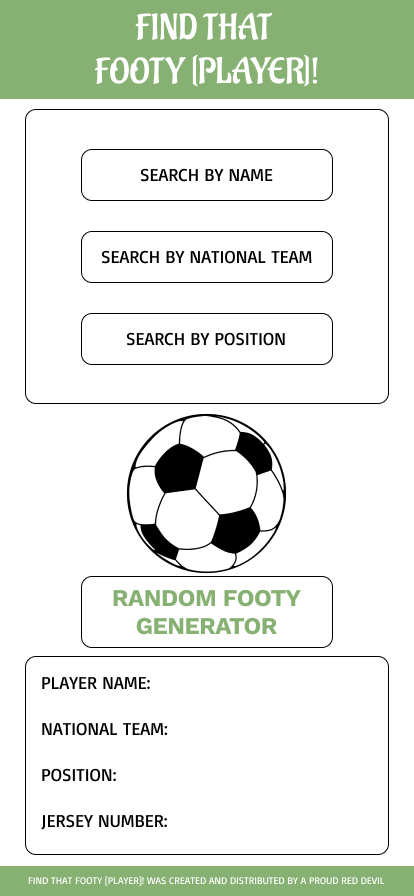 FIND THAT
FOOTY [PLAYER]!
SEARCH BY NAME
SEARCH BY NATIONAL TEAM
SEARCH BY POSITION
RANDOM FOOTY
GENERATOR
PLAYER NAME:
NATIONAL TEAM:
POSITION:
JERSEY NUMBER:
FIND THAT FOOTY [PLAYER]! WAS CREATED AND DISTRIBUTED BY A PROUD RED DEVIL